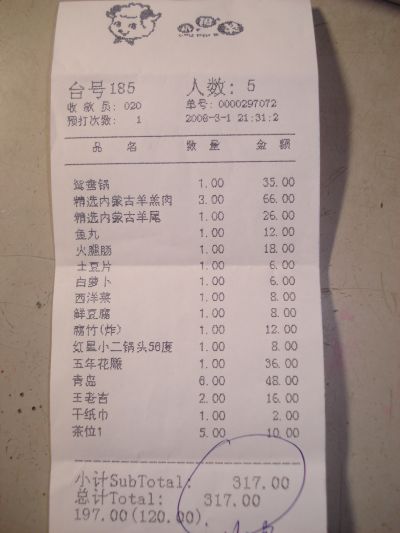 台号185 人数: 5
收款员: 020 单号: 0000297072
预打次数: 1 2008-3-1 21:31:2
品 名 数 量 金 额
鸳鸯锅 1.00 35.00
精选内蒙古羊羔肉 3.00 66.00
精选内蒙古羊尾 1.00 26.00
鱼丸 1.00 12.00
火腿肠 1.00 18.00
土豆片 1.00 6.00
白萝卜 1.00 6.00
西洋菜 1.00 8.00
鲜豆腐 1.00 8.00
腐竹(炸) 1.00 12.00
红星小二锅头56度 1.00 8.00
五年花雕 1.00 36.00
青岛 6.00 48.00
王老吉 2.00 16.00
干纸巾 1.00 2.00
茶位1 5.00 10.00
小计SubTotal: 317.00
总计Total: 317.00
197.00(120.00)